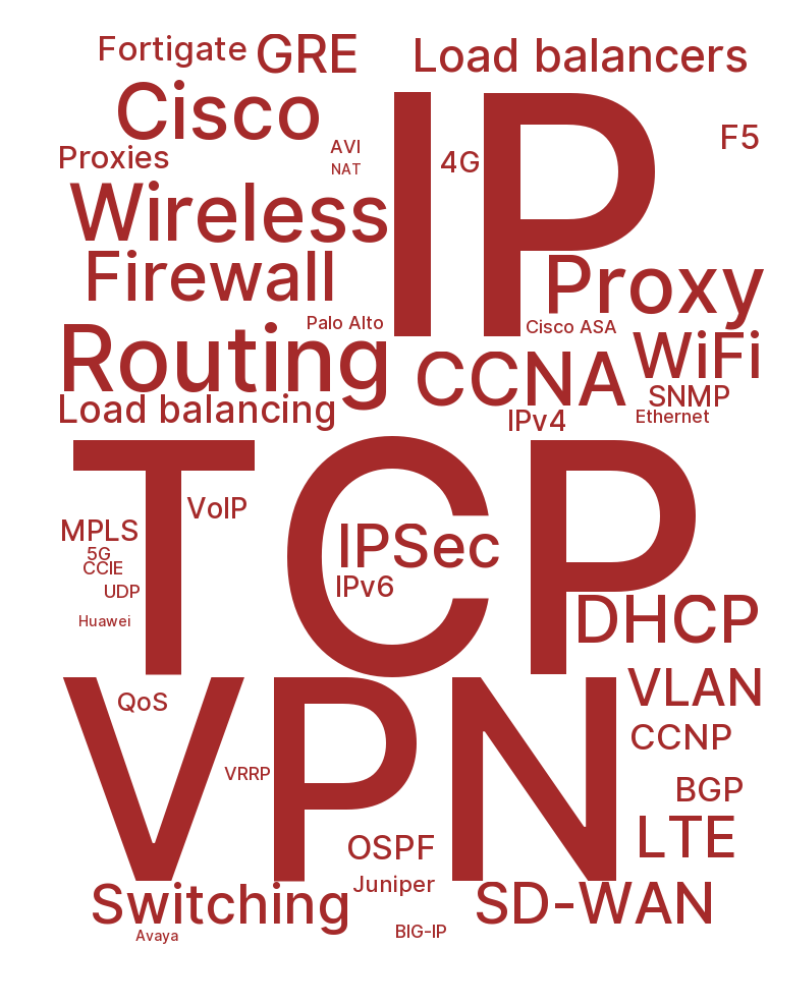 Fortigate
GRE
Load balancers
Cisco
IP
F5
AVI
4G
Proxies
NAT
Wireless
Firewall
Proxy
Palo Alto
Cisco ASA
Routing
WiFi
CCNA
SNMP
Load balancing
IPv4
Ethernet
TCP
VoIP
MPLS
IPSec
5G
CCIE
IPv6
UDP
Huawei
DHCP
VPN
VLAN
QoS
CCNP
VRRP
BGP
LTE
OSPF
Juniper
Switching
SD-WAN
Avaya
BIG-IP